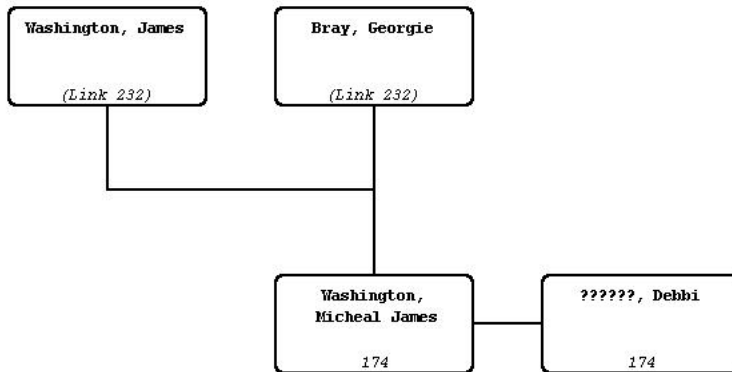 Washington, James
(Link 232)
Bray, Georgie
(Link 232)
Washington,
Micheal James
174
??????, Debbi
174